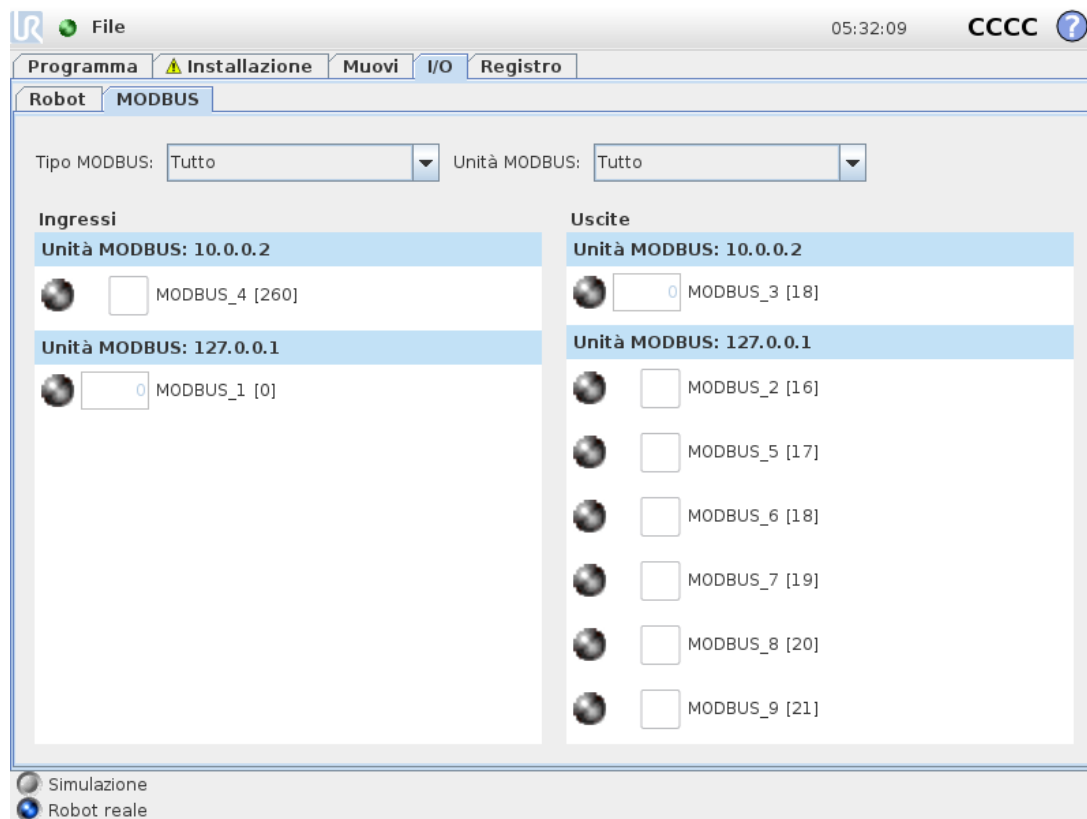 UR File 05:32:09 CCCC ?
Programma Installazione Muovi I/O Registro
Robot MODBUS
Tipo MODBUS: Tutto Unità MODBUS: Tutto
Ingressi
Unità MODBUS: 10.0.0.2
MODBUS_4 [260]
Unità MODBUS: 127.0.0.1
0 MODBUS_1 [0]
Uscite
Unità MODBUS: 10.0.0.2
0 MODBUS_3 [18]
Unità MODBUS: 127.0.0.1
MODBUS_2 [16]
MODBUS_5 [17]
MODBUS_6 [18]
MODBUS_7 [19]
MODBUS_8 [20]
MODBUS_9 [21]
Simulazione
Robot reale